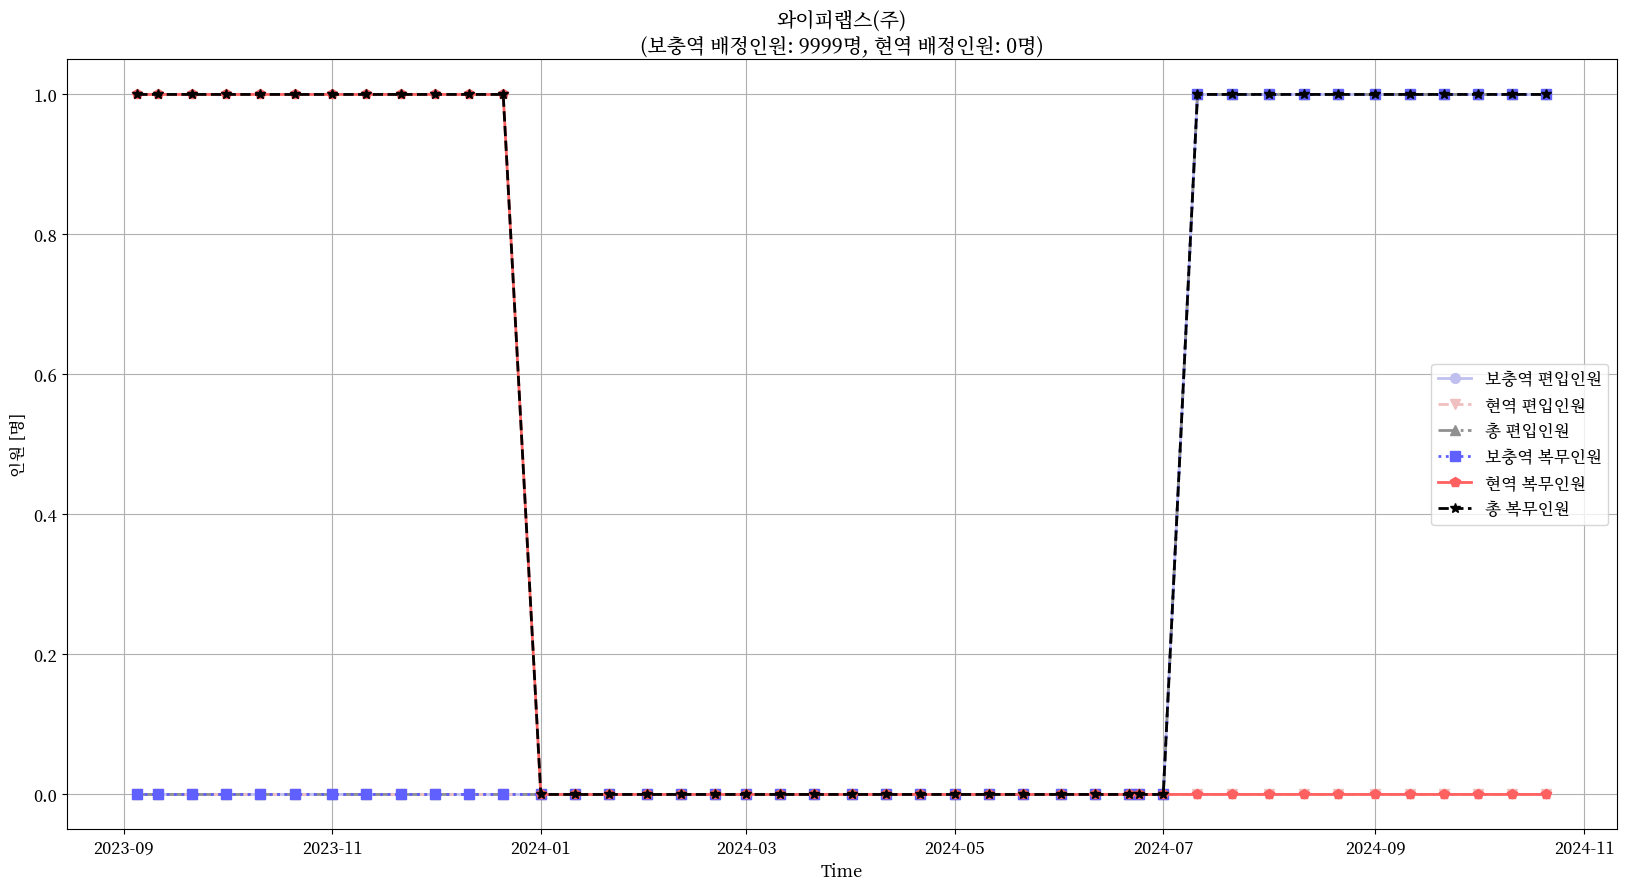 와이피랩스(주)
(보충역 배정인원: 9999명, 현역 배정인원: 0명)
인원 [명]
1.0
0.8
0.6
0.4
0.2
0.0
보충역 편입인원
현역 편입인원
총 편입인원
보충역 복무인원
현역 복무인원
총 복무인원
2023-09 2023-11 2024-01 2024-03 2024-05 2024-07 2024-09 2024-11
Time